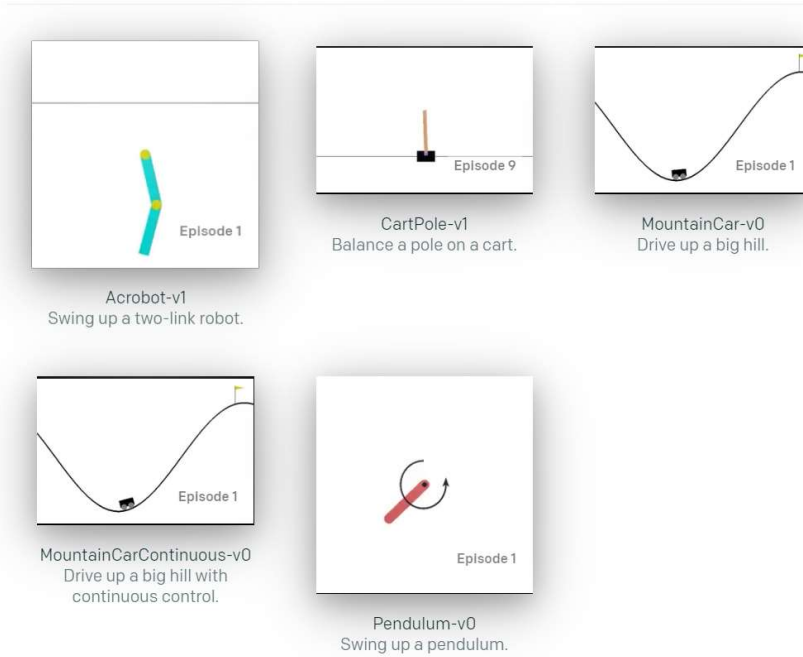 Episode 1
Acrobot-v1
Swing up a two-link robot.
Episode 9
CartPole-v1
Balance a pole on a cart.
Episode 1
MountainCar-v0
Drive up a big hill.
Episode 1
MountainCarContinuous-v0
Drive up a big hill with
continuous control.
Episode 1
Pendulum-v0
Swing up a pendulum.